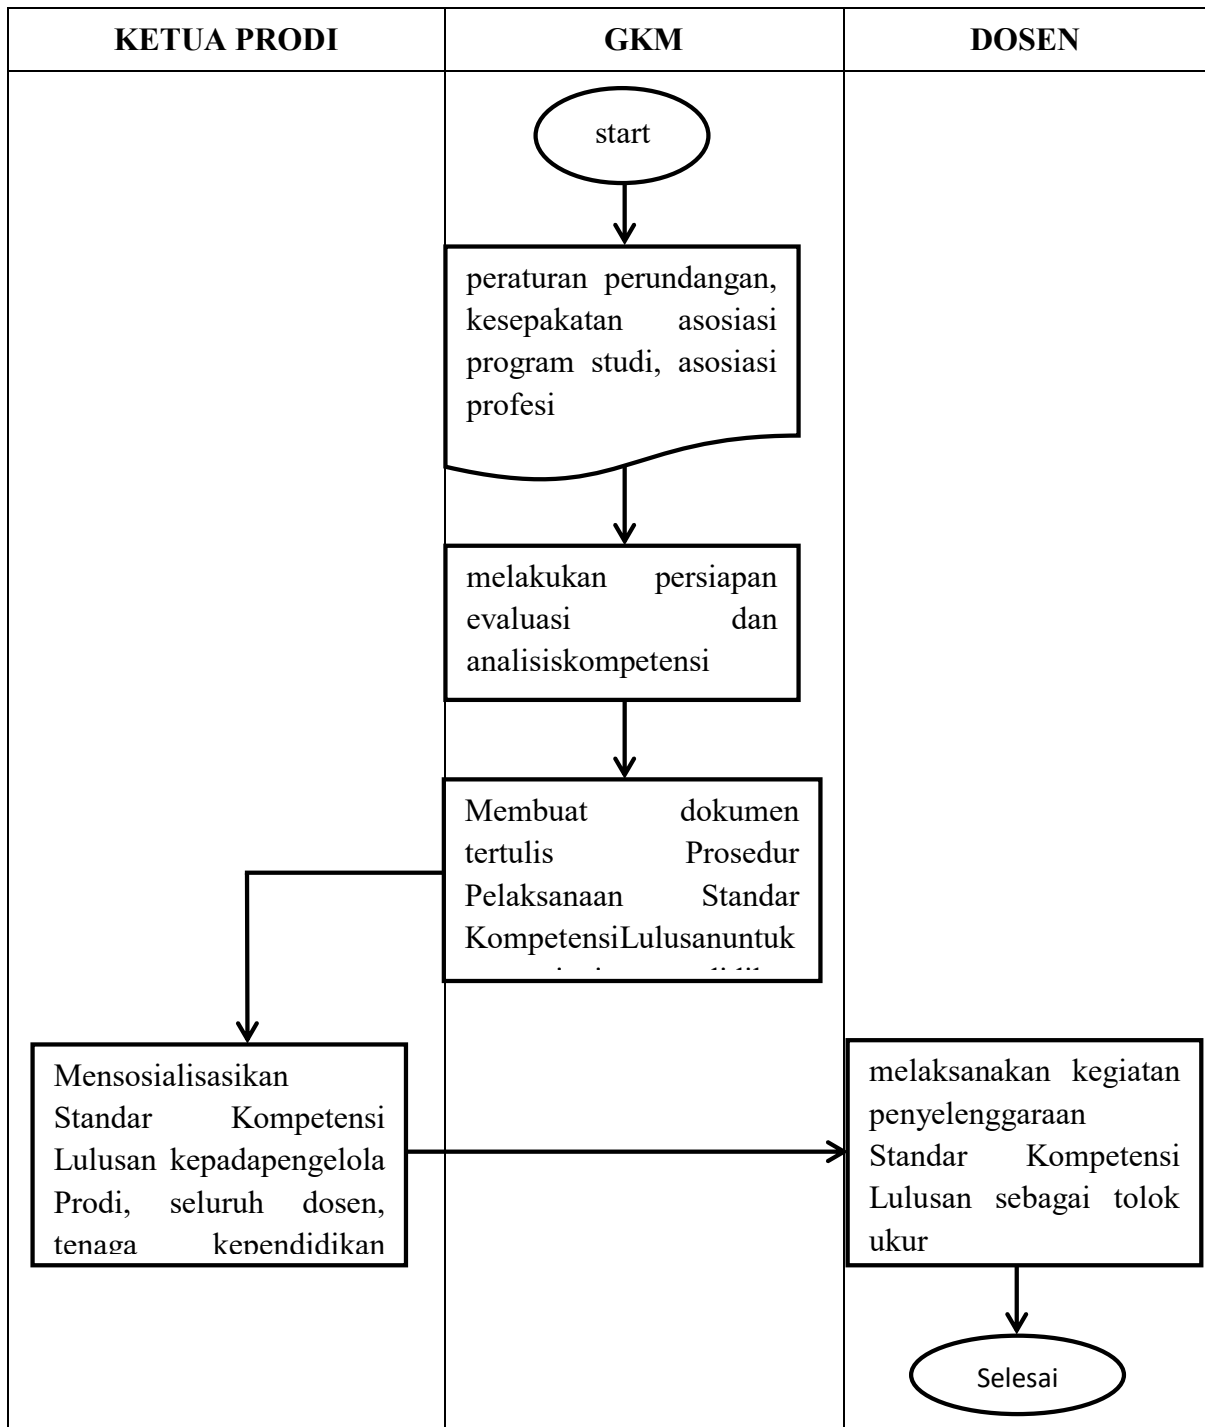 KETUA PRODI
GKM
DOSEN
start
peraturan perundangan,
kesepakatan asosiasi
program studi, asosiasi
profesi
melakukan persiapan
evaluasi dan
analisiskompetensi
Membuat dokumen
tertulis Prosedur
Pelaksanaan Standar
KompetensiLulusanuntuk
Mensosialisasikan
Standar Kompetensi
Lulusan kepadapengelola
Prodi, seluruh dosen,
tenaga kependidikan
melaksanakan kegiatan
penyelenggaraan
Standar Kompetensi
Lulusan sebagai tolok
ukur
Selesai